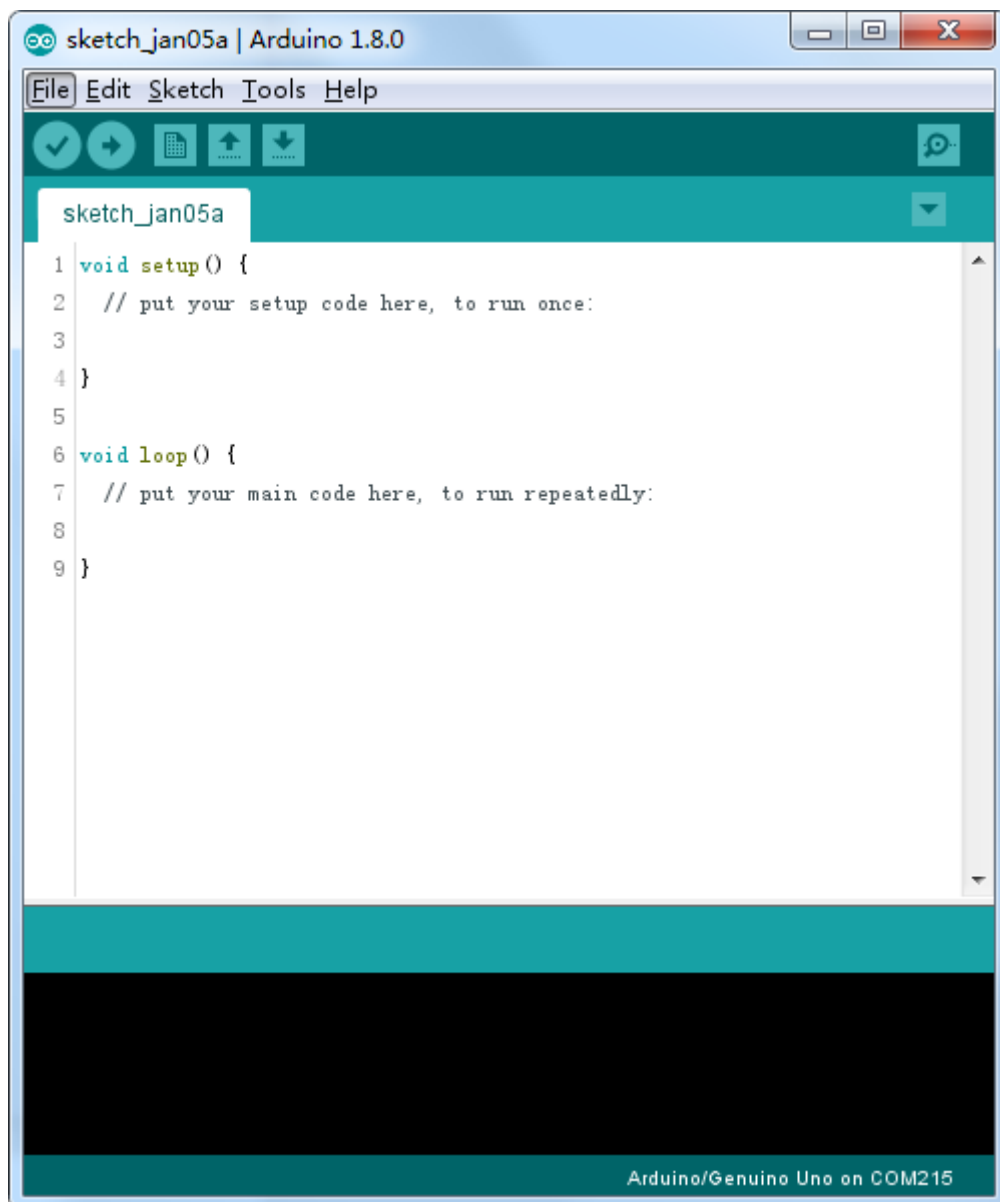 sketch_jan05a | Arduino 1.8.0
File Edit Sketch Tools Help
sketch_jan05a
1 void setup() {
2 // put your setup code here, to run once:
3
4 }
5
6 void loop() {
7 // put your main code here, to run repeatedly:
8
9 }
Arduino/Genuino Uno on COM215